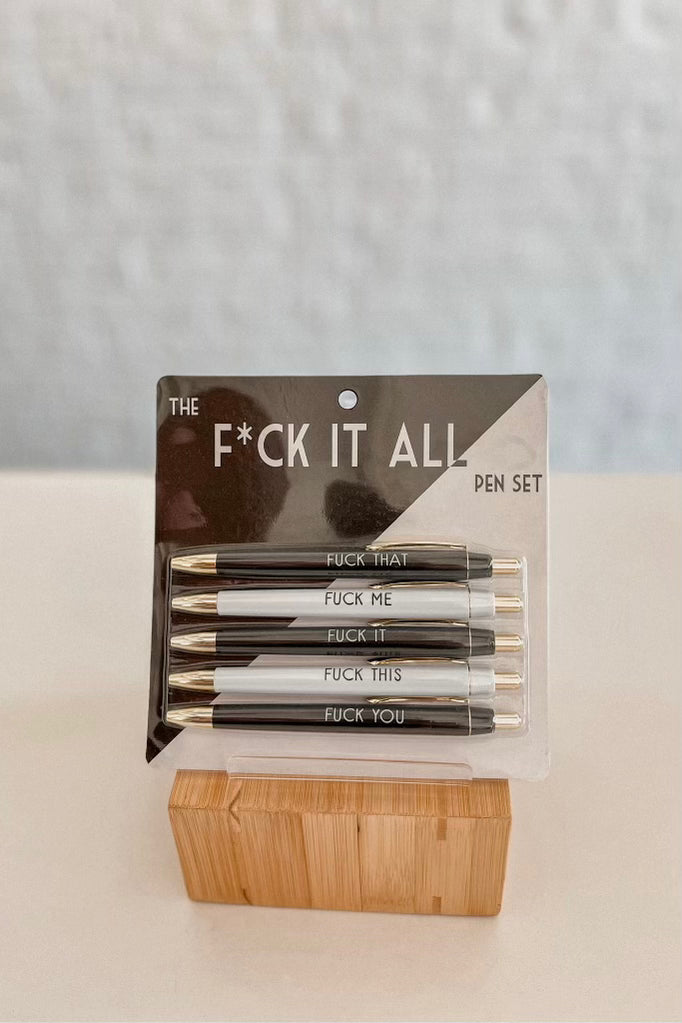 THE
F*CK IT ALL
PEN SET
FUCK THAT
FUCK ME
FUCK IT
FUCK THIS
FUCK YOU